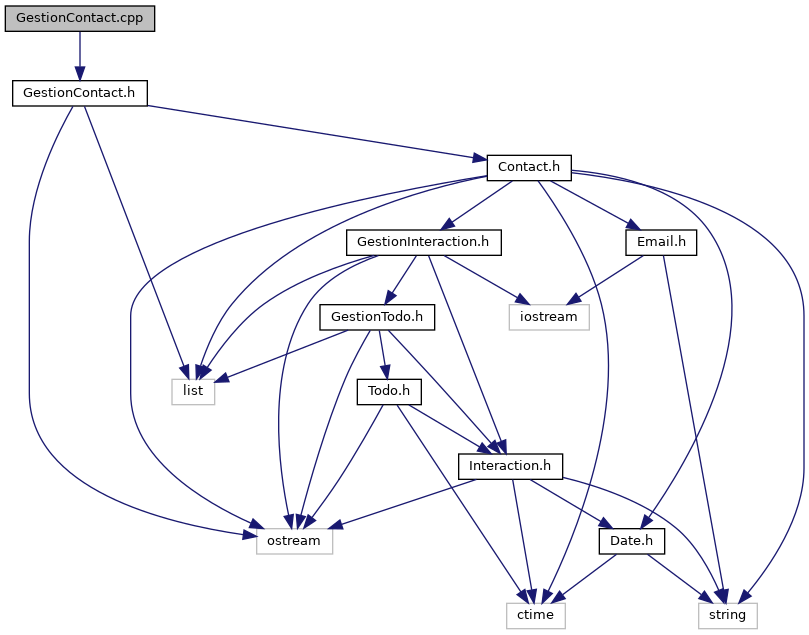 GestionContact.cpp
GestionContact.h
Contact.h
GestionInteraction.h
Email.h
GestionTodo.h
iostream
list
Todo.h
Interaction.h
ostream
Date.h
ctime
string